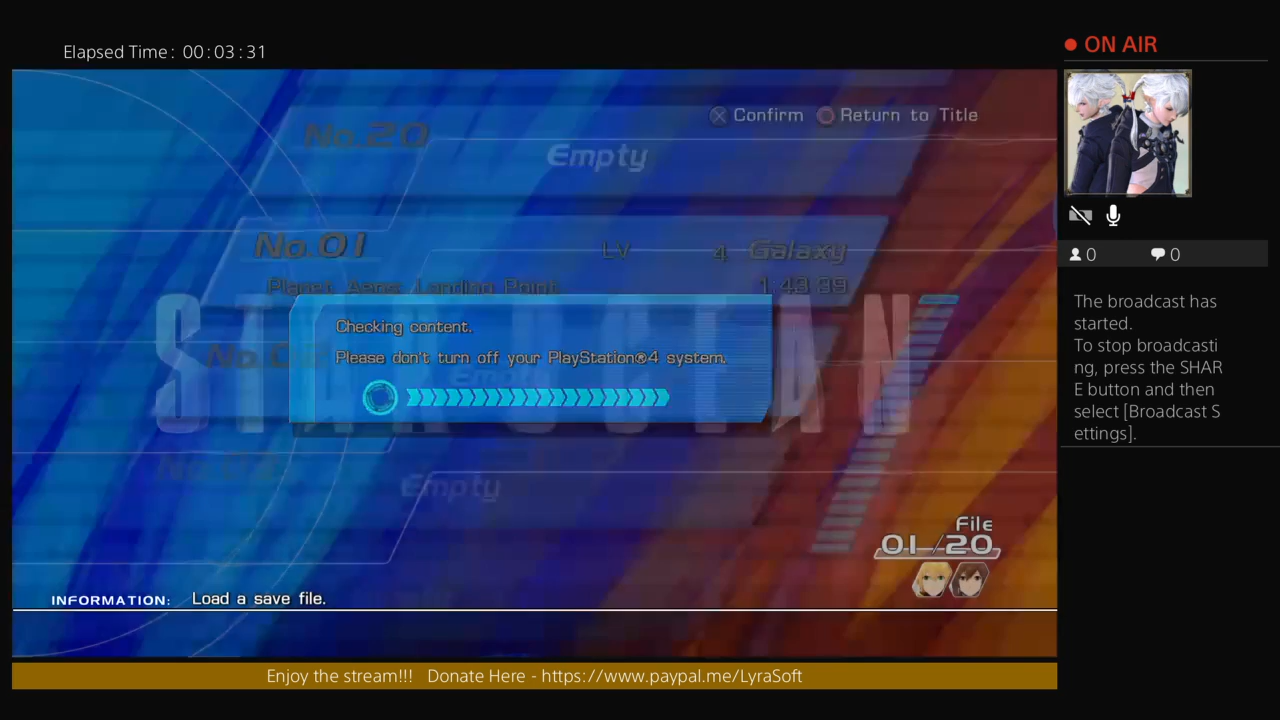 Elapsed Time: 00:03:31
ON AIR
Confirm Return to Title
No.20
Empty
No.01 LV 4 Galaxy
Planet Aeos: Landing Point
Checking content.
Please don't turn off your PlayStation®4 system.
Empty
No.03
Empty
File
01/20
INFORMATION: Load a save file.
Enjoy the stream!!! Donate Here - https://www.paypal.me/LyraSoft
0 0
The broadcast has
started.
To stop broadcasti
ng, press the SHAR
E button and then
select [Broadcast S
ettings].